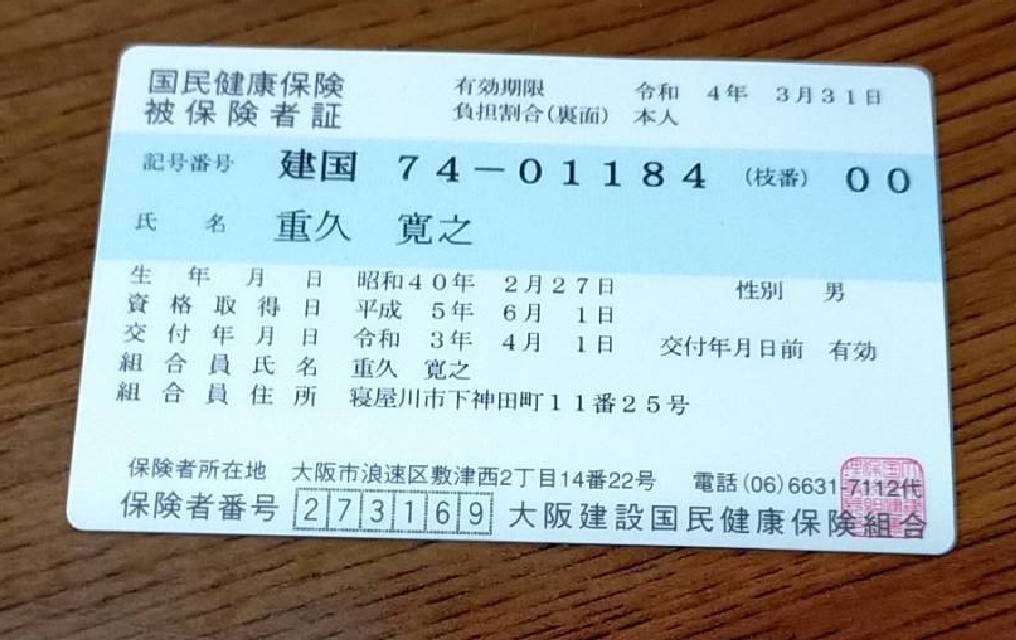 国民健康保険
被保険者証
有効期限 令和 4年 3月31日
負担割合(裏面) 本人
記号番号 建国 74-01184 (枝番) 00
氏名 重久 寛之
生年月日 昭和40年 2月27日 性別 男
資格取得日 平成 5年 6月 1日
交付年月日 令和 3年 4月 1日 交付年月日前 有効
組合員氏名 重久 寛之
組合員住所 寝屋川市下神田町11番25号
保険者所在地 大阪市浪速区敷津西2丁目14番22号 電話(06)6631-7112代
保険者番号 273169 大阪建設国民健康保険組合